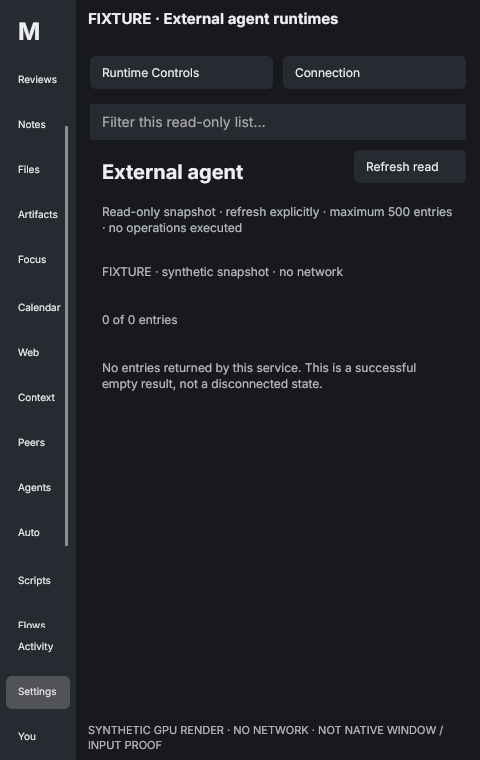 M
Reviews
Notes
Files
Artifacts
Focus
Calendar
Web
Context
Peers
Agents
Auto
Scripts
Flows
Activity
Settings
You
FIXTURE · External agent runtimes
Runtime Controls
Connection
Filter this read-only list...
External agent
Refresh read
Read-only snapshot · refresh explicitly · maximum 500 entries
· no operations executed
FIXTURE · synthetic snapshot · no network
0 of 0 entries
No entries returned by this service. This is a successful
empty result, not a disconnected state.
SYNTHETIC GPU RENDER · NO NETWORK · NOT NATIVE WINDOW /
INPUT PROOF